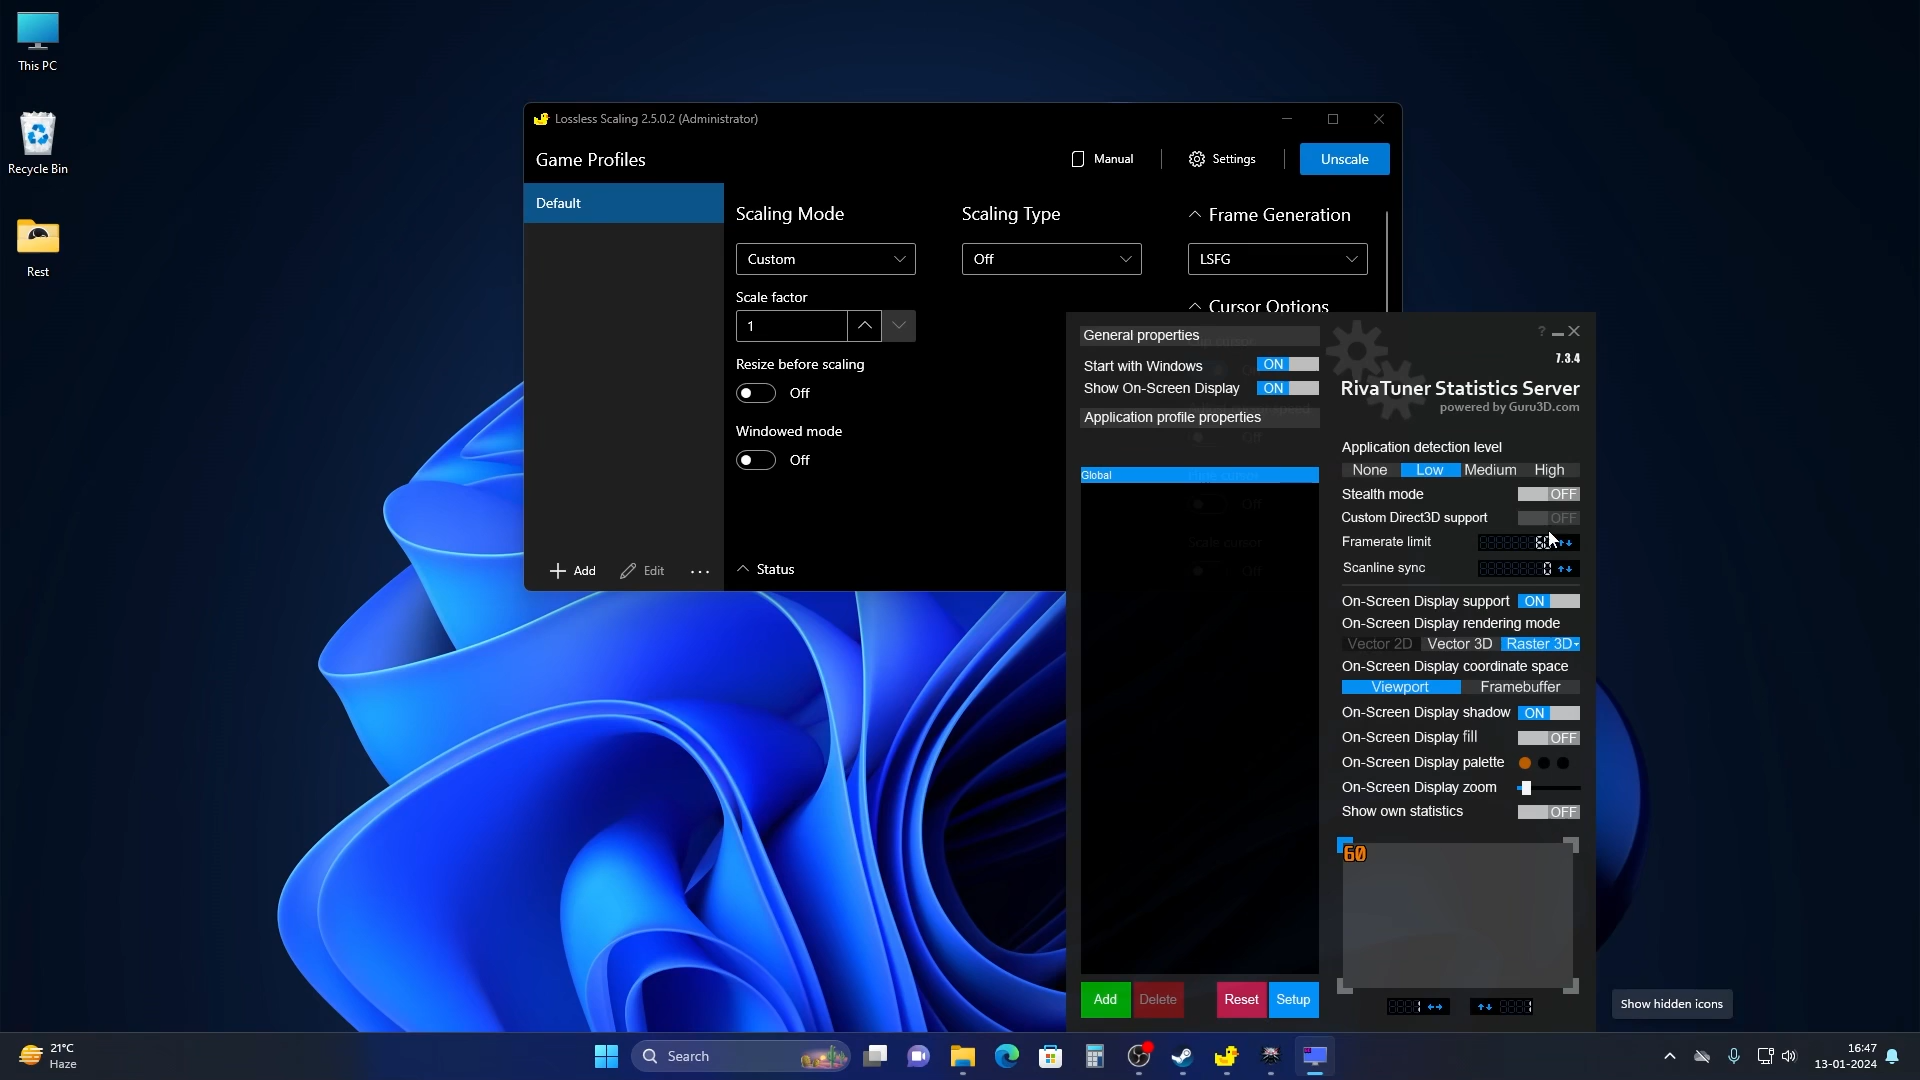 This PC
Recycle Bin
Rest
Lossless Scaling 2.5.0.2 (Administrator)
Game Profiles
Manual
Settings
Unscale
Default
Scaling Mode
Scaling Type
Frame Generation
Custom
Off
LSFG
Scale factor
Cursor Options
1
Resize before scaling
Off
Windowed mode
Off
Add
Edit
...
Status
General properties
Start with Windows ON
Show On-Screen Display ON
Application profile properties
Global
Add
Delete
Reset
Setup
?
7.3.4
RivaTuner Statistics Server
powered by Guru3D.com
Application detection level
None Low Medium High
Stealth mode OFF
Custom Direct3D support OFF
Framerate limit
Scanline sync 0
On-Screen Display support ON
On-Screen Display rendering mode
Vector 2D Vector 3D Raster 3D
On-Screen Display coordinate space
Viewport Framebuffer
On-Screen Display shadow ON
On-Screen Display fill OFF
On-Screen Display palette
On-Screen Display zoom
Show own statistics OFF
60
Show hidden icons
21°C
Haze
Search
16:47
13-01-2024